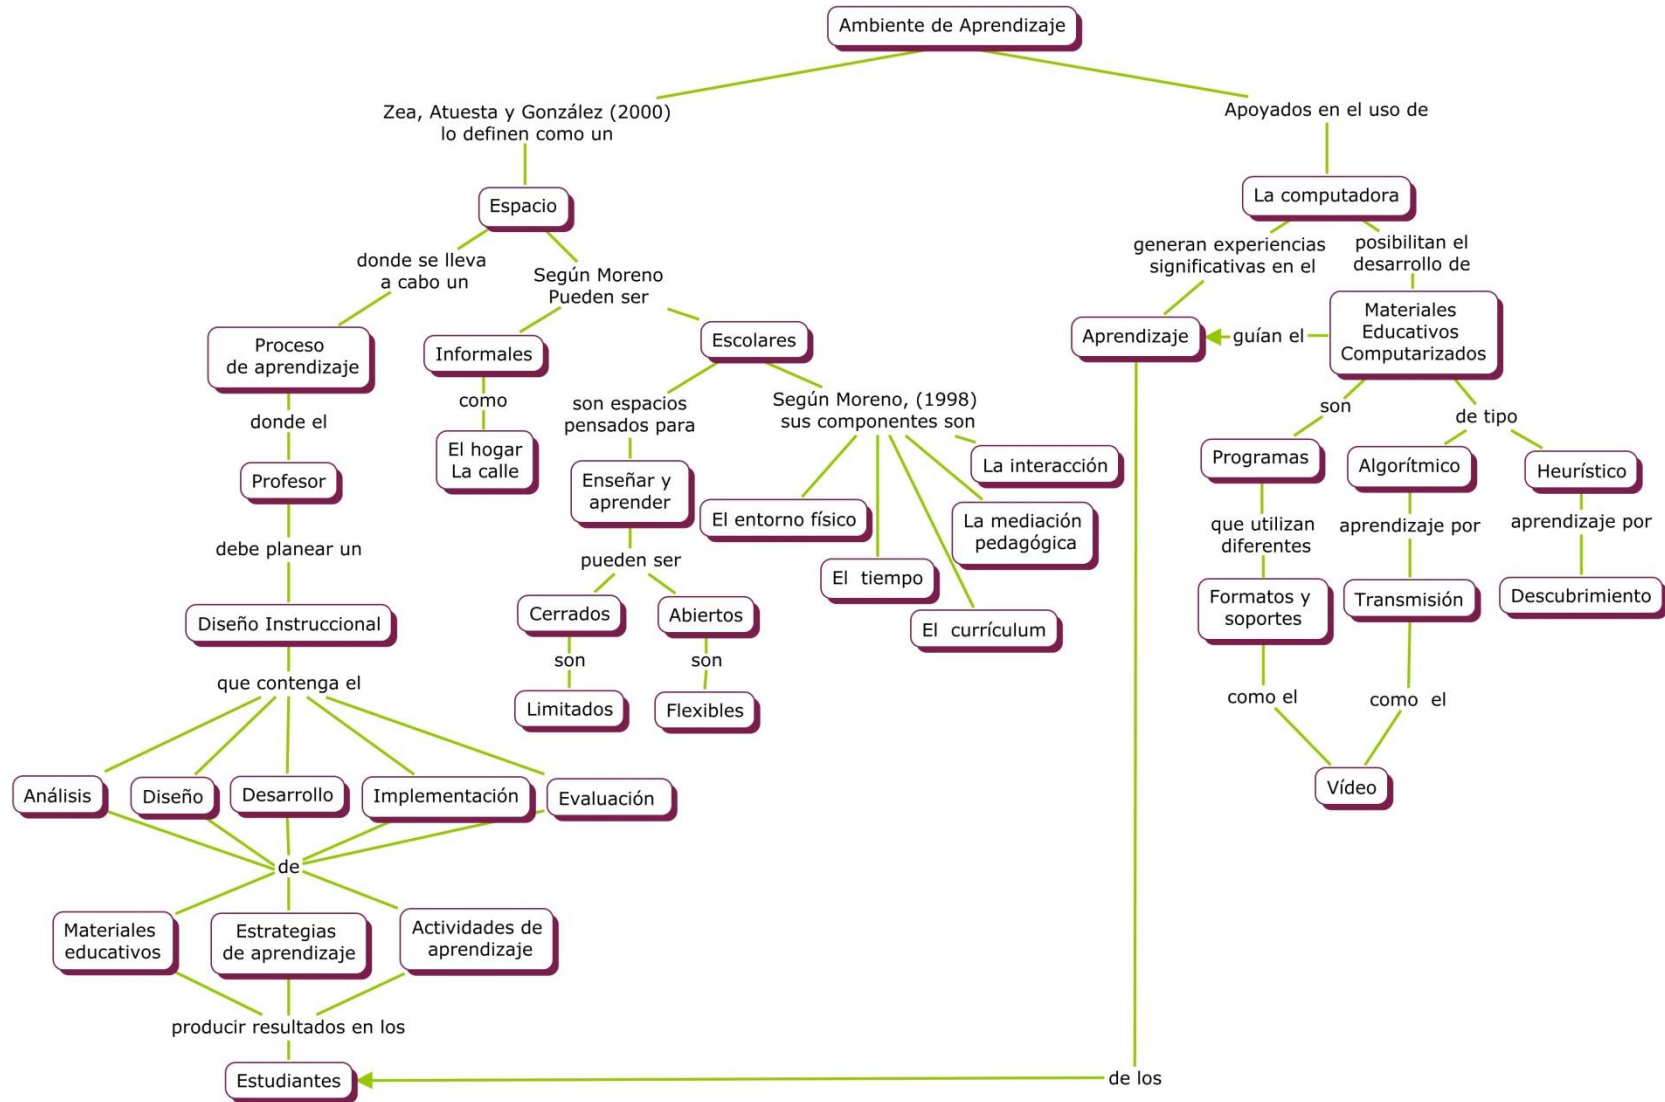 Ambiente de Aprendizaje
Zea, Atuesta y González (2000)
lo definen como un
Apoyados en el uso de
Espacio
La computadora
donde se lleva
a cabo un
Según Moreno
Pueden ser
generan experiencias
significativas en el
posibilitan el
desarrollo de
Proceso
de aprendizaje
Informales
Escolares
Aprendizaje
guían el
Materiales
Educativos
Computarizados
donde el
como
son espacios
pensados para
Según Moreno, (1998)
sus componentes son
son
de tipo
Profesor
El hogar
La calle
Enseñar y
aprender
La interacción
El entorno físico
La mediación
pedagógica
El tiempo
El currículum
Programas
Algorítmico
Heurístico
debe planear un
pueden ser
que utilizan
diferentes
aprendizaje por
aprendizaje por
Diseño Instruccional
Cerrados
Abiertos
Formatos y
soportes
Transmisión
Descubrimiento
que contenga el
son
son
Limitados
Flexibles
como el
como el
Análisis
Diseño
Desarrollo
Implementación
Evaluación
Vídeo
de
Materiales
educativos
Estrategias
de aprendizaje
Actividades de
aprendizaje
producir resultados en los
Estudiantes
de los